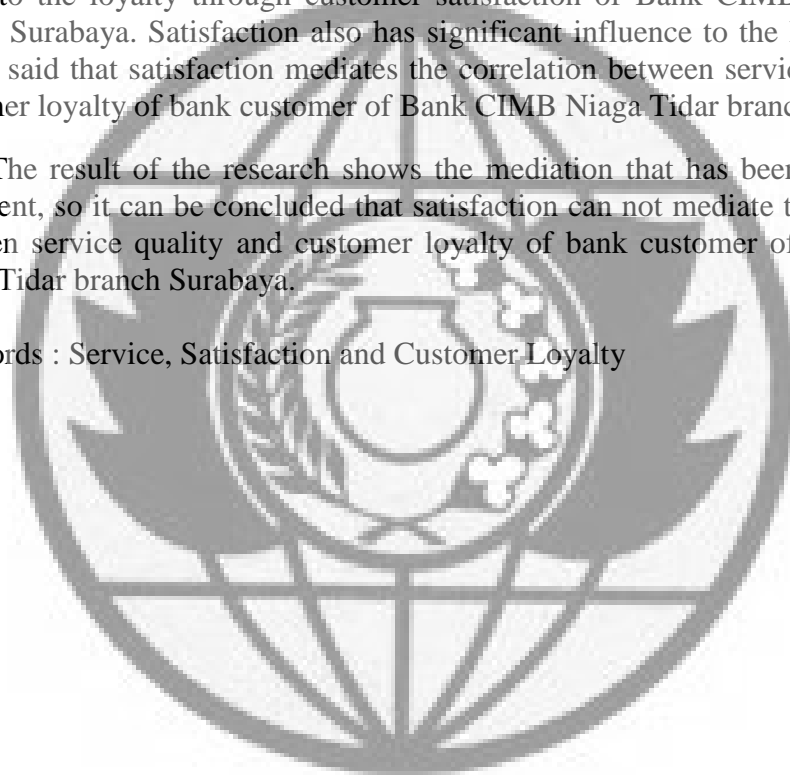 to the loyalty through customer satisfaction of Bank CIMB
Surabaya. Satisfaction also has significant influence to the
said that satisfaction mediates the correlation between servic
er loyalty of bank customer of Bank CIMB Niaga Tidar branc
The result of the research shows the mediation that has been
ent, so it can be concluded that satisfaction can not mediate t
en service quality and customer loyalty of bank customer of
Tidar branch Surabaya.
ords : Service, Satisfaction and Customer Loyalty